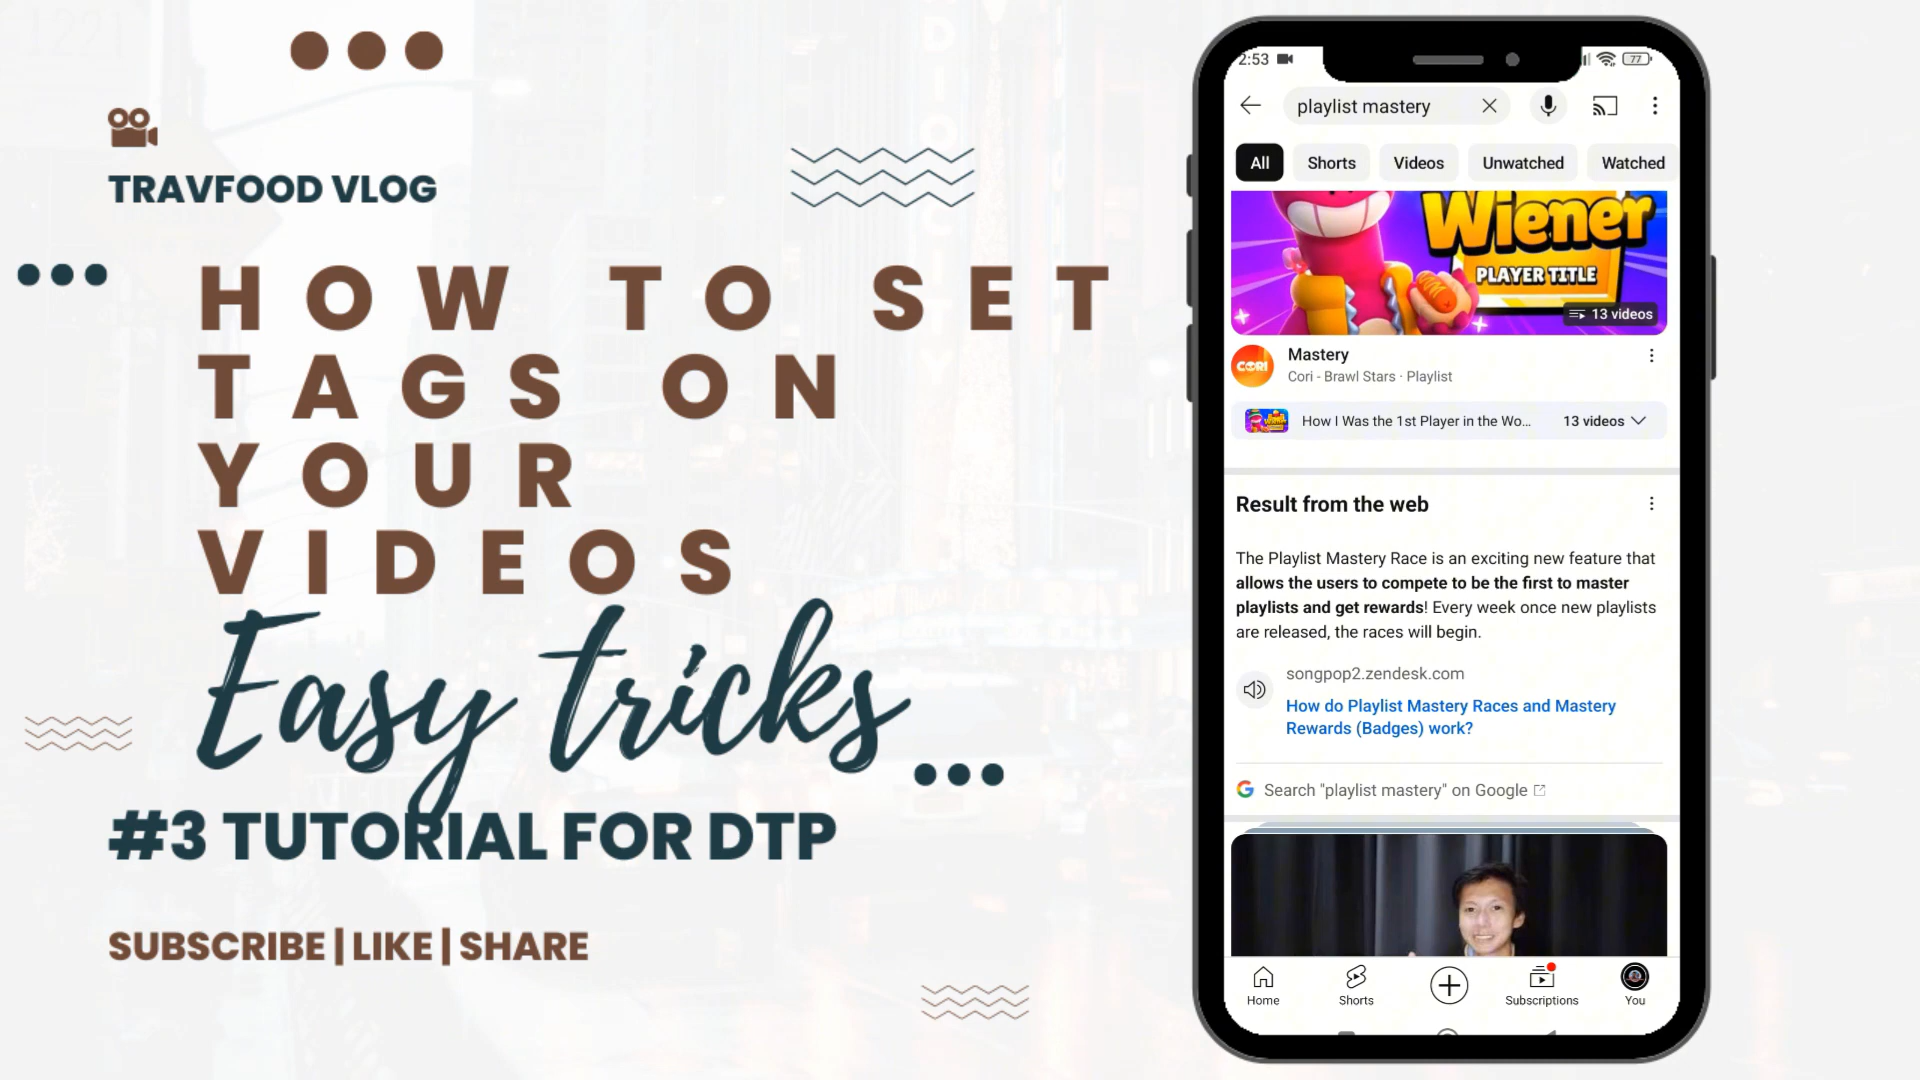 TRAVFOOD VLOG
HOW TO SET
TAGS ON
YOUR
VIDEOS
Easy tricks
#3 TUTORIAL FOR DTP
SUBSCRIBE | LIKE | SHARE
2:53
77
playlist mastery
All Shorts Videos Unwatched Watched
Wiener
PLAYER TITLE
13 videos
CORI
Mastery
Cori - Brawl Stars · Playlist
How I Was the 1st Player in the Wo... 13 videos
Result from the web
The Playlist Mastery Race is an exciting new feature that
allows the users to compete to be the first to master
playlists and get rewards! Every week once new playlists
are released, the races will begin.
songpop2.zendesk.com
How do Playlist Mastery Races and Mastery
Rewards (Badges) work?
Search "playlist mastery" on Google
Home Shorts Subscriptions You